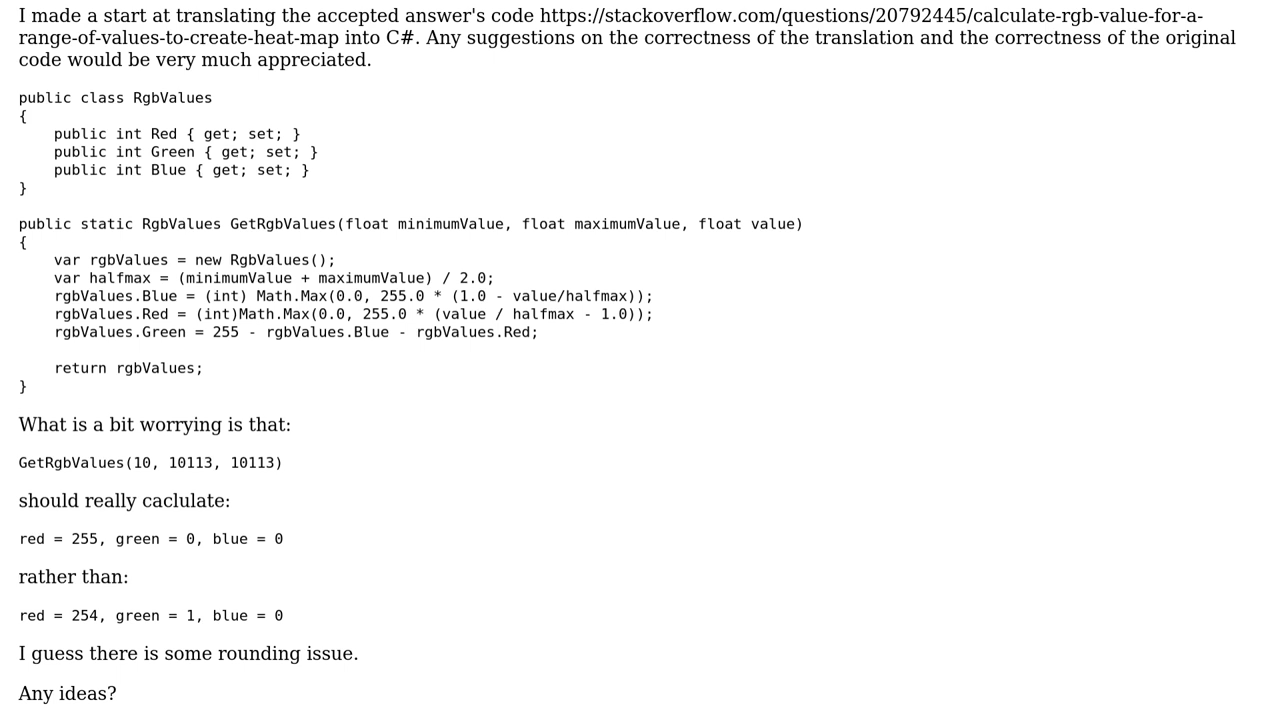 I made a start at translating the accepted answer's code https://stackoverflow.com/questions/20792445/calculate-rgb-value-for-a-
range-of-values-to-create-heat-map into C#. Any suggestions on the correctness of the translation and the correctness of the original
code would be very much appreciated.
public class RgbValues
{
    public int Red { get; set; }
    public int Green { get; set; }
    public int Blue { get; set; }
}
public static RgbValues GetRgbValues(float minimumValue, float maximumValue, float value)
{
    var rgbValues = new RgbValues();
    var halfmax = (minimumValue + maximumValue) / 2.0;
    rgbValues.Blue = (int) Math.Max(0.0, 255.0 * (1.0 - value/halfmax));
    rgbValues.Red = (int)Math.Max(0.0, 255.0 * (value / halfmax - 1.0));
    rgbValues.Green = 255 - rgbValues.Blue - rgbValues.Red;
    return rgbValues;
}
What is a bit worrying is that:
GetRgbValues(10, 10113, 10113)
should really caclulate:
red = 255, green = 0, blue = 0
rather than:
red = 254, green = 1, blue = 0
I guess there is some rounding issue.
Any ideas?